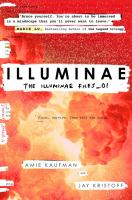 "Brace yourself. You're about to be immersed
in a mindscape that you'll never want to leave."
MARIE LU, bestselling author of the Legend trilogy
ILLUMINAE
THE ILLUMINAE FILES_01
AMIE KAUFMAN
AND
JAY KRISTOFF